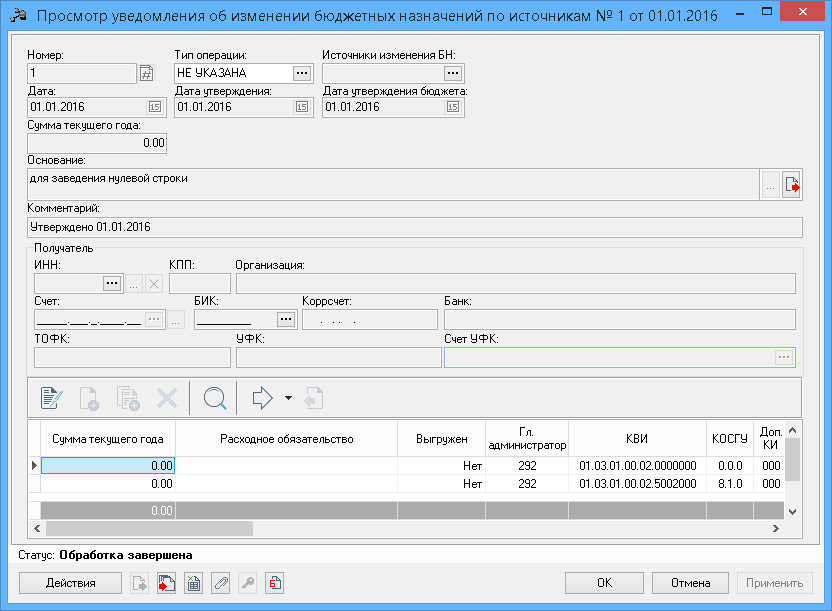 Просмотр уведомления об изменении бюджетных назначений по источникам № 1 от 01.01.2016
Номер: Тип операции: Источники изменения БН:
1 # НЕ УКАЗАНА ...
Дата: Дата утверждения: Дата утверждения бюджета:
01.01.2016 15 01.01.2016 15 01.01.2016 15
Сумма текущего года:
0.00
Основание:
для заведения нулевой строки
Комментарий:
Утверждено 01.01.2016
Получатель
ИНН: КПП: Организация:
Счет: БИК: Коррсчет: Банк:
ТОФК: УФК: Счет УФК:
Сумма текущего года Расходное обязательство Выгружен Гл. администратор КВИ КОСГУ Доп. КИ
0.00 Нет 292 01.03.01.00.02.0000000 0.0.0 000
0.00 Нет 292 01.03.01.00.02.5002000 8.1.0 000
0.00
Статус: Обработка завершена
Действия 6 ОК Отмена Применить